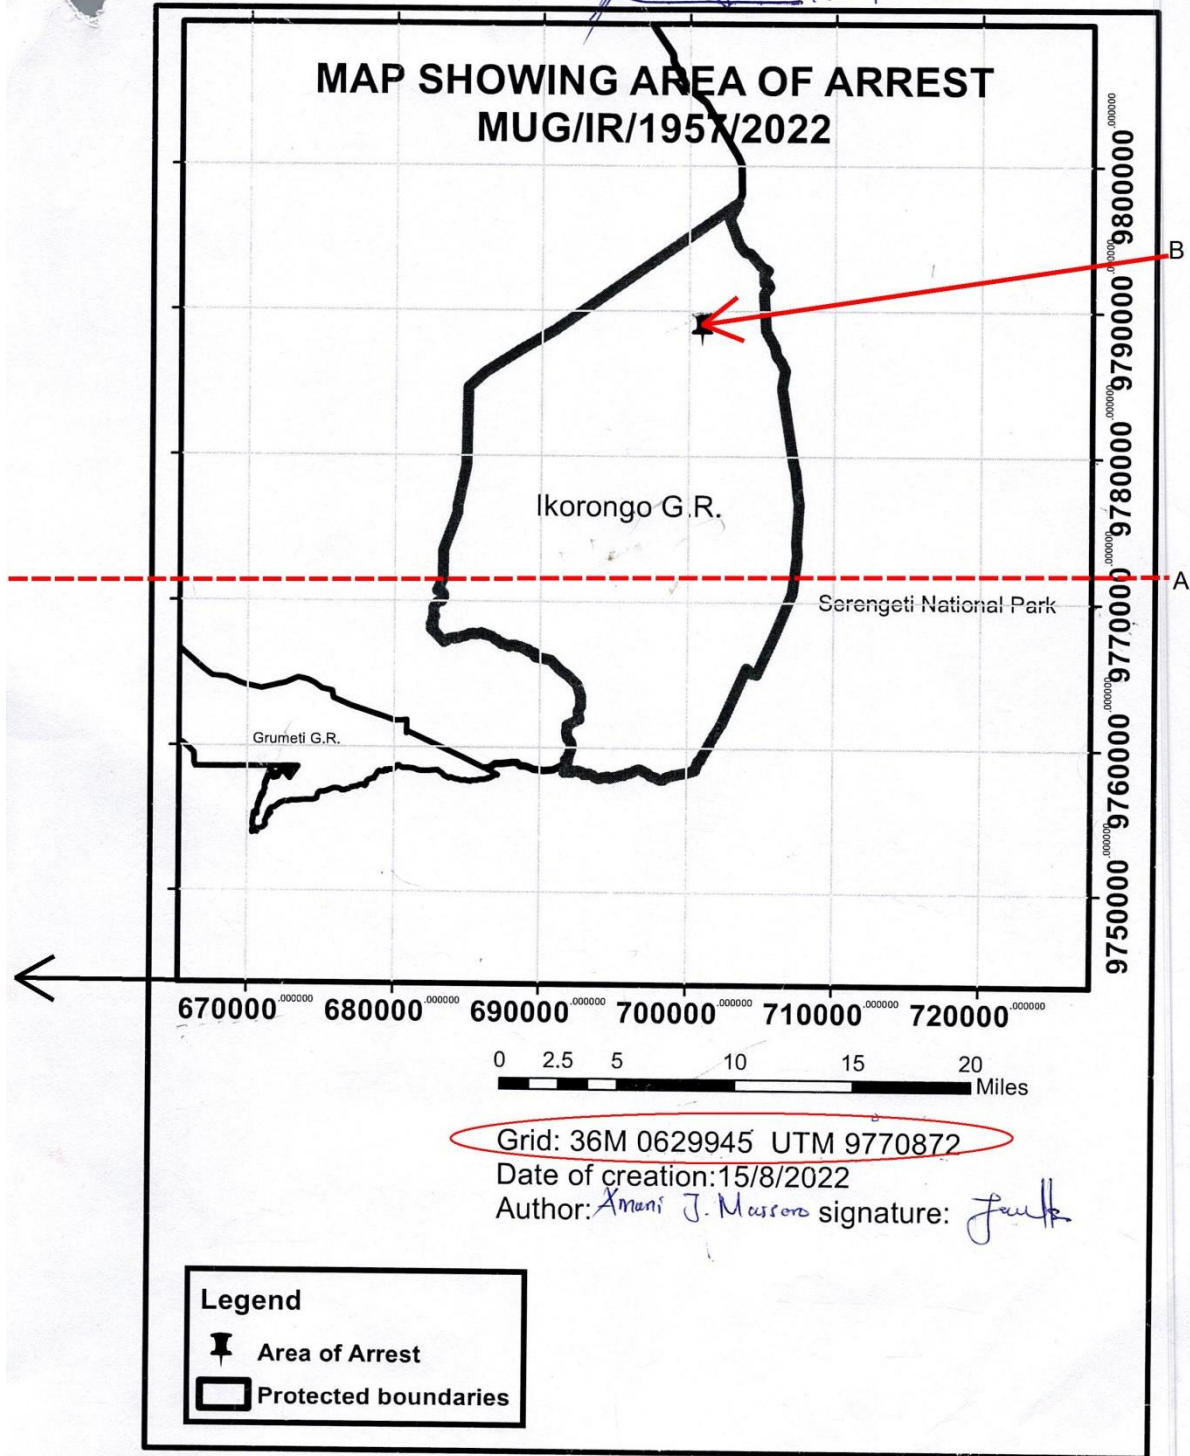 MAP SHOWING AREA OF ARREST
MUG/IR/1957/2022
B
9800000.000000
9790000.000000
Ikorongo G.R.
9780000.000000
A
Serengeti National Park
9770000.000000
Grumeti G.R.
9760000.000000
9750000.000000
670000.000000 680000.000000 690000.000000 700000.000000 710000.000000 720000.000000
0 2.5 5 10 15 20
Miles
Grid: 36M 0629945 UTM 9770872
Date of creation:15/8/2022
Author: Amani J. Massoro signature:
Legend
Area of Arrest
Protected boundaries